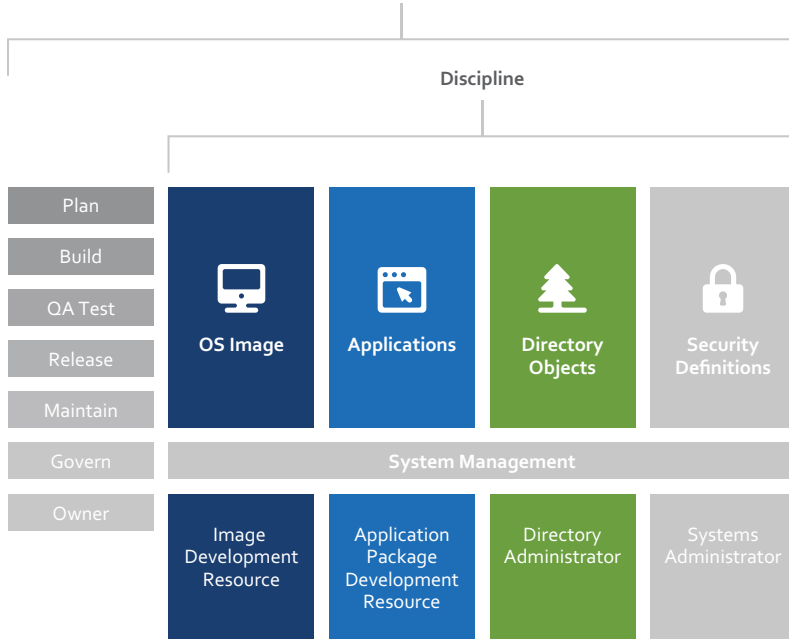 Discipline
Plan
Build
QA Test
Release
Maintain
Govern
Owner
OS Image
Applications
Directory
Objects
Security
Definitions
System Management
Image
Development
Resource
Application
Package
Development
Resource
Directory
Administrator
Systems
Administrator